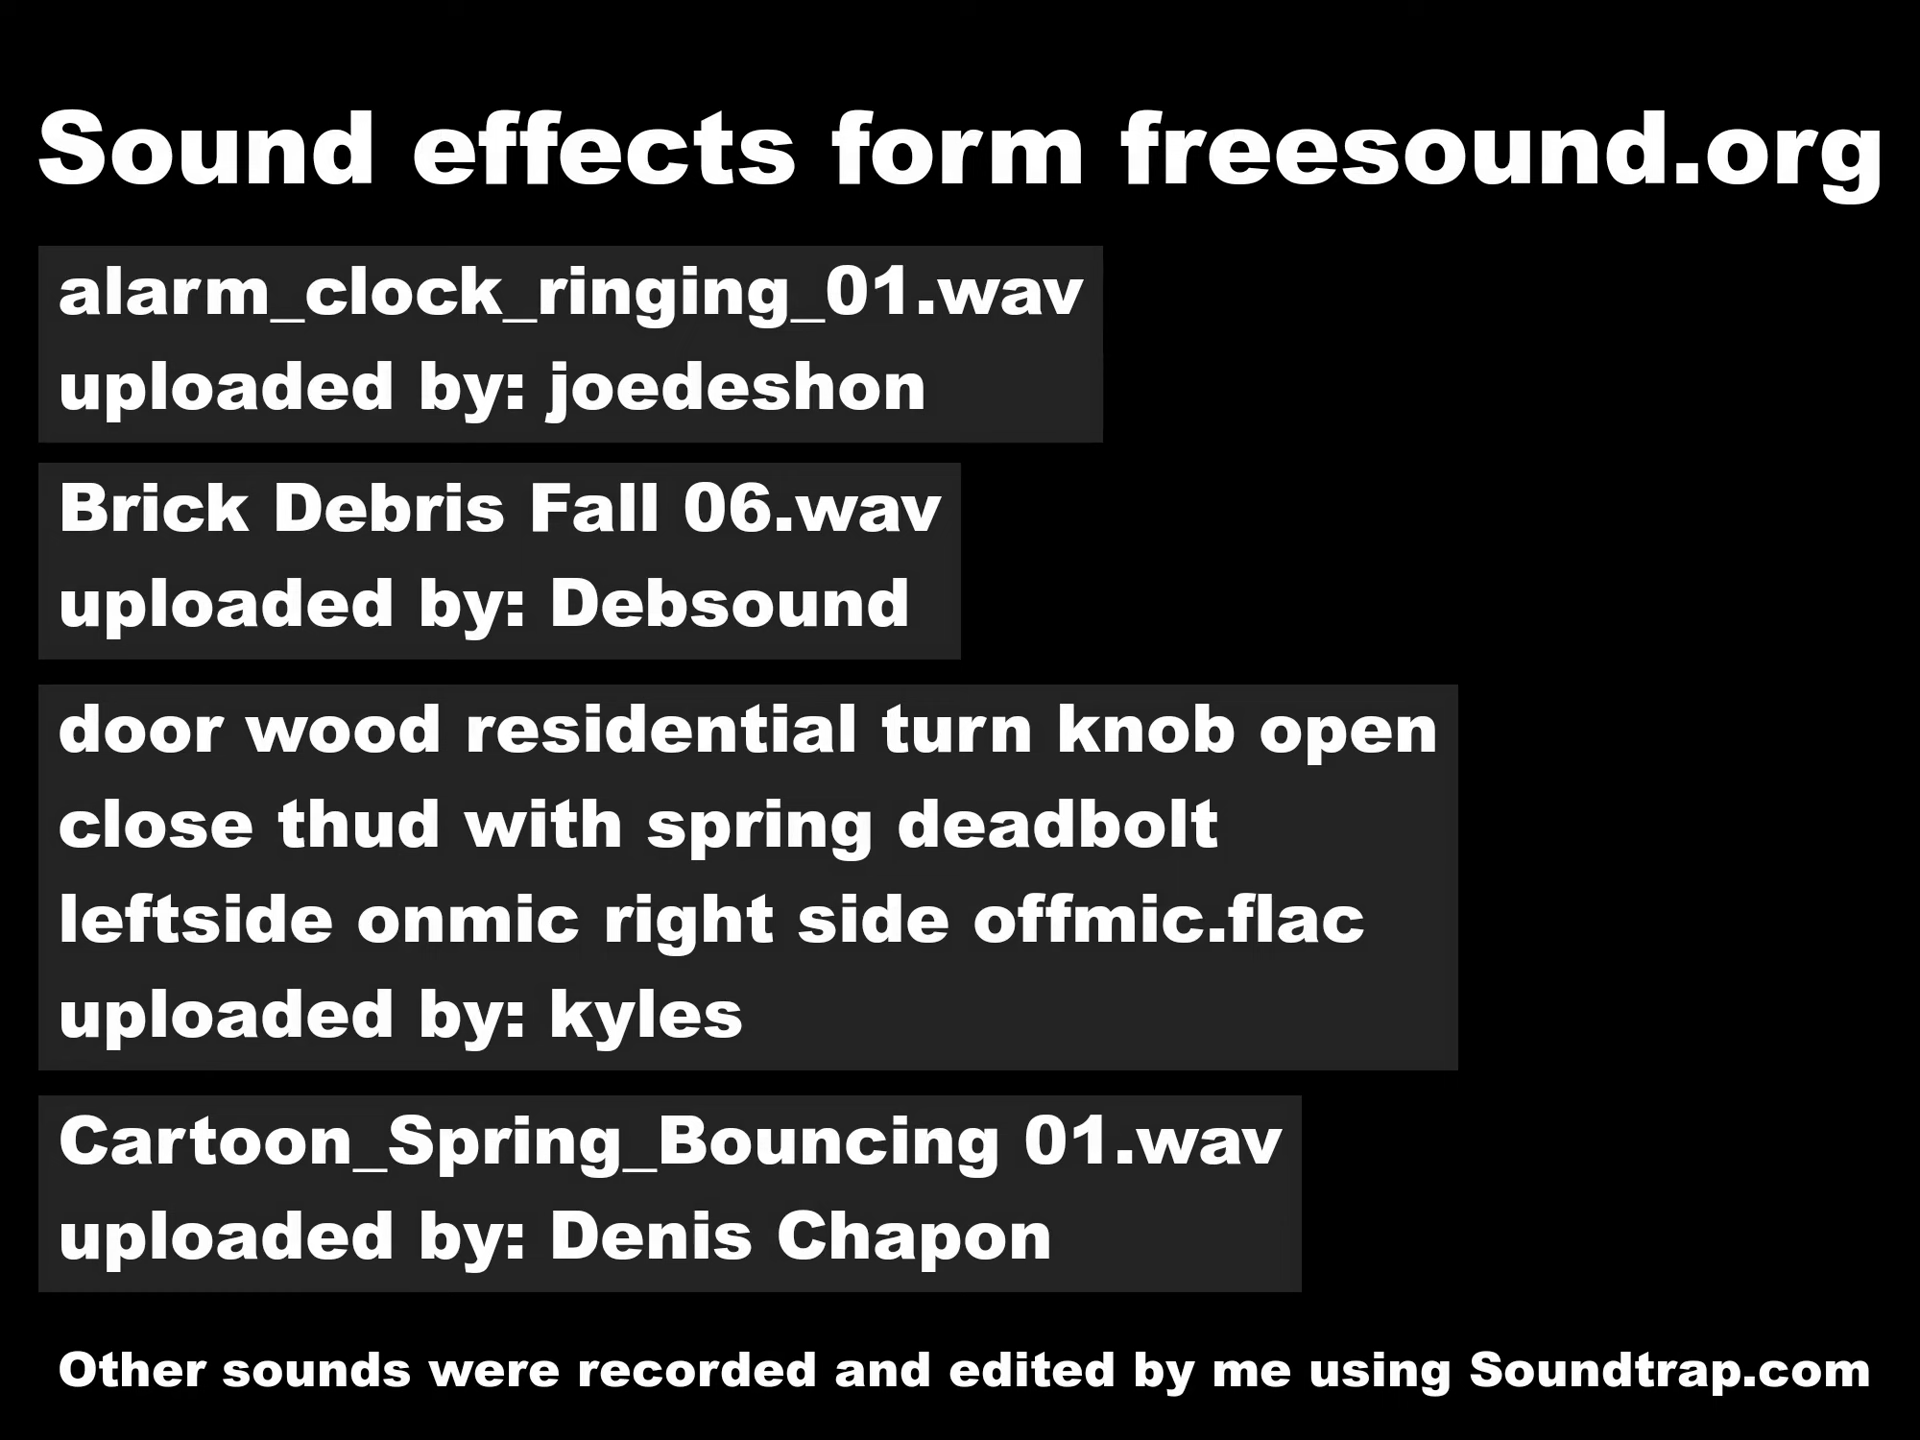 Sound effects form freesound.org
alarm_clock_ringing_01.wav
uploaded by: joedeshon
Brick Debris Fall 06.wav
uploaded by: Debsound
door wood residential turn knob open
close thud with spring deadbolt
leftside onmic right side offmic.flac
uploaded by: kyles
Cartoon_Spring_Bouncing 01.wav
uploaded by: Denis Chapon
Other sounds were recorded and edited by me using Soundtrap.com